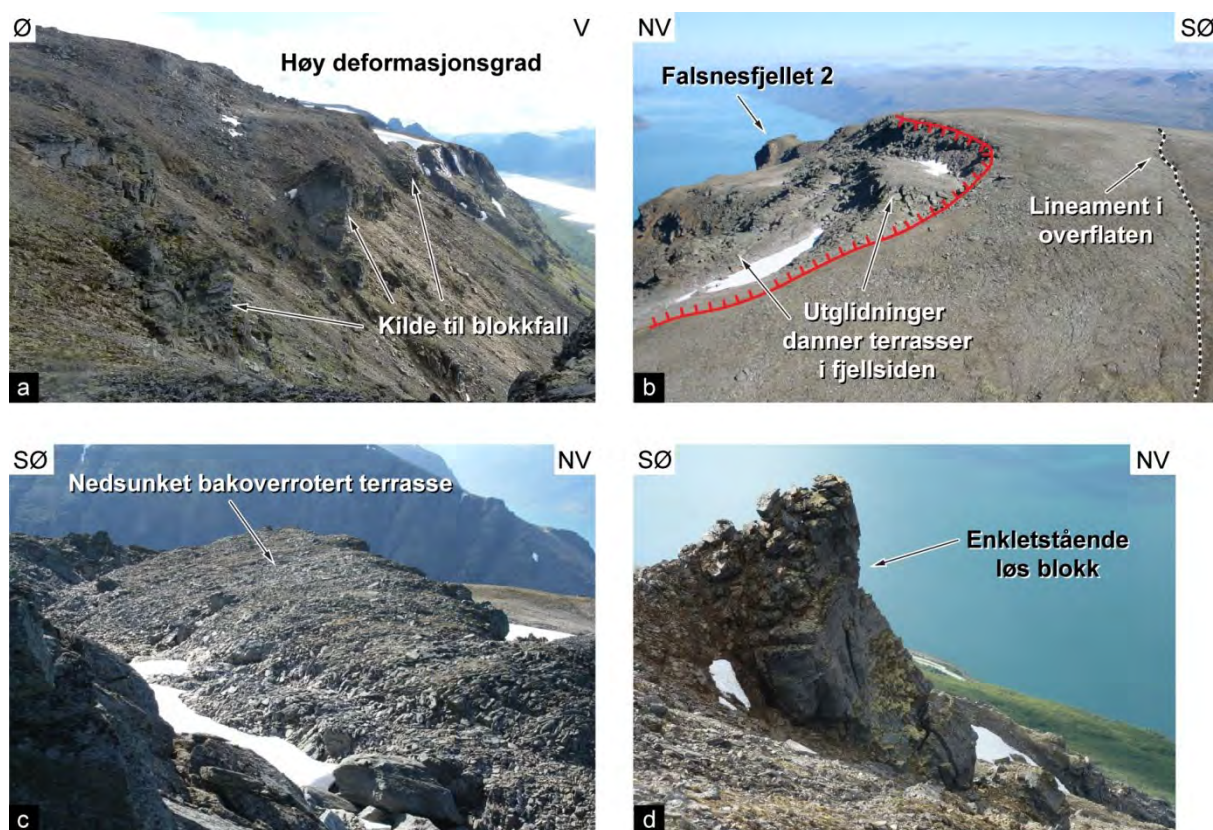 Ø
V
Høy deformasjonsgrad
Kilde til blokkfall
a
NV
SØ
Falsnesfjellet 2
Lineament i
overflaten
Utglidninger
danner terrasser
i fjellsiden
b
SØ
NV
Nedsunket bakoverrotert terrasse
c
SØ
NV
Enkletstående
løs blokk
d